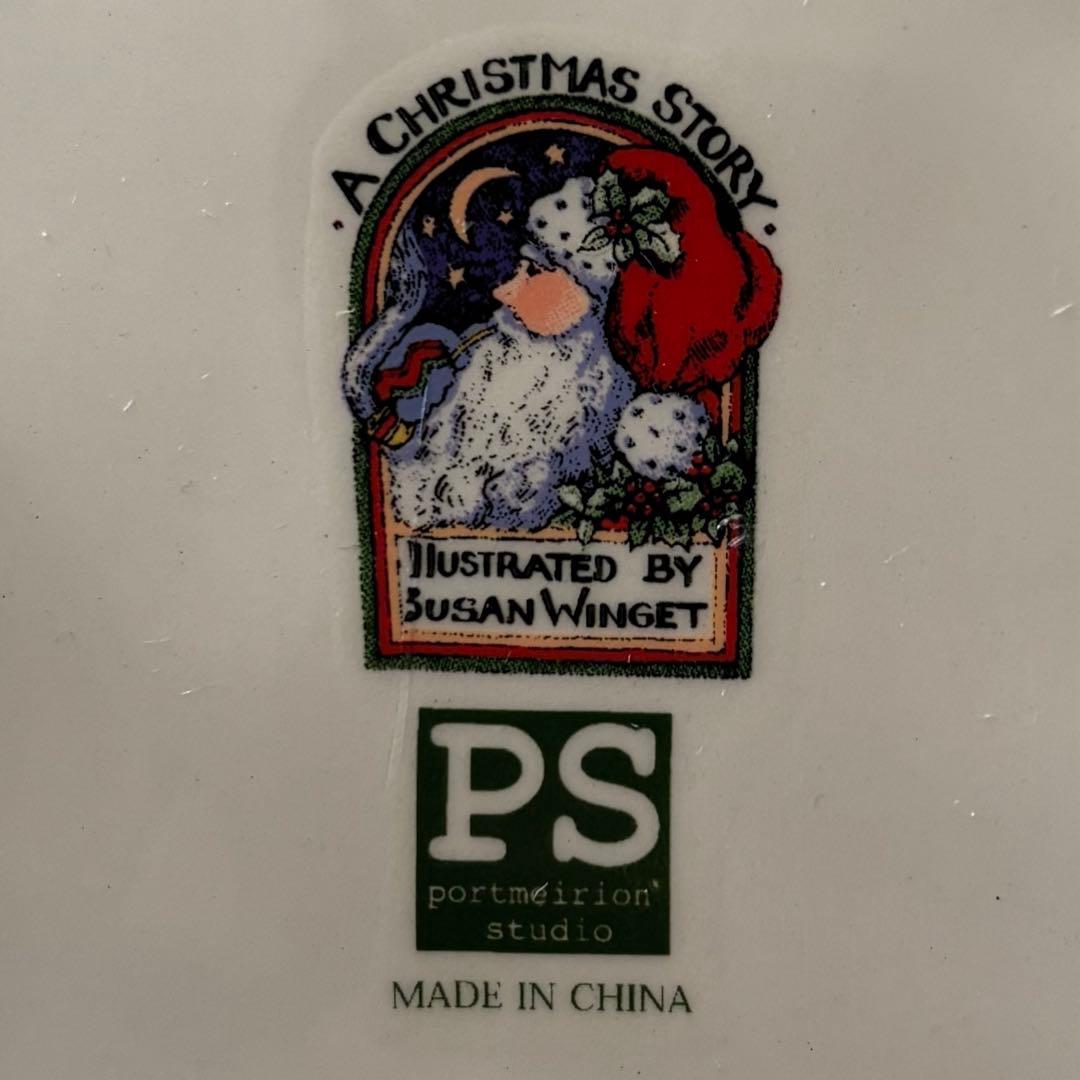 · A CHRISTMAS STORY ·
ILLUSTRATED BY
SUSAN WINGET
PS
portmeirion
studio
MADE IN CHINA